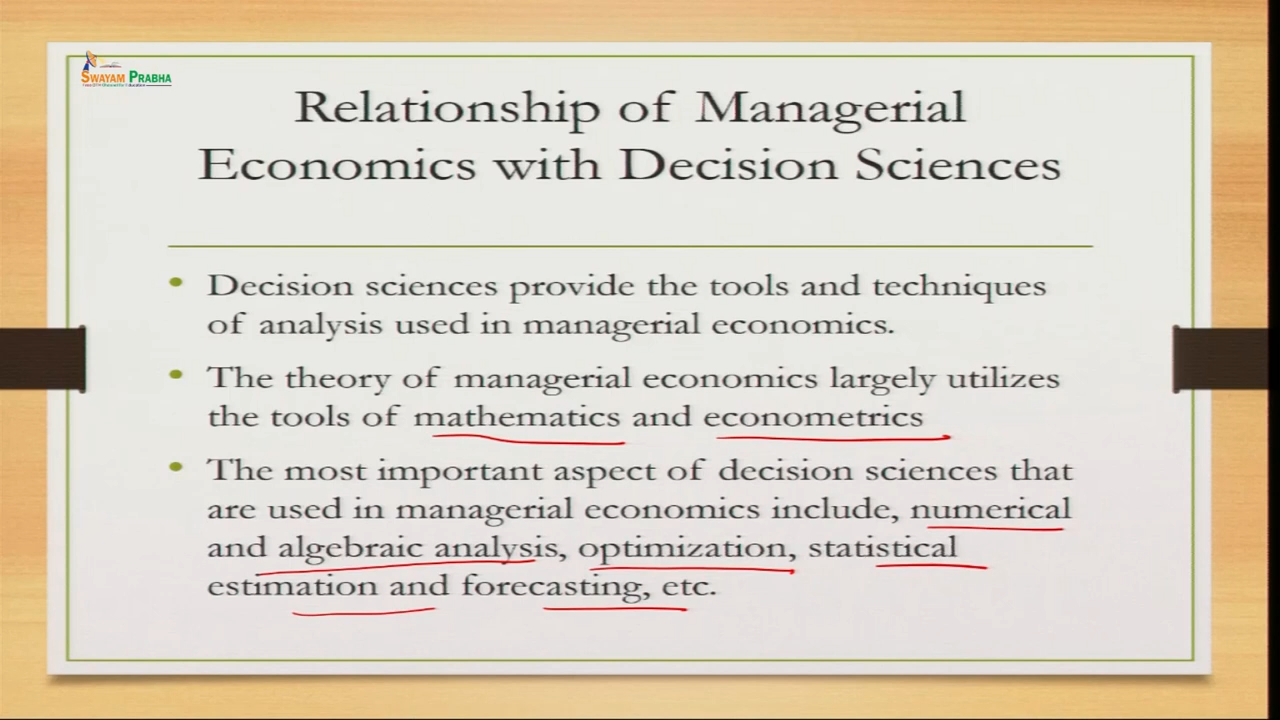 SWAYAM PRABHA
Relationship of Managerial
Economics with Decision Sciences
• Decision sciences provide the tools and techniques
of analysis used in managerial economics.
• The theory of managerial economics largely utilizes
the tools of mathematics and econometrics
• The most important aspect of decision sciences that
are used in managerial economics include, numerical
and algebraic analysis, optimization, statistical
estimation and forecasting, etc.